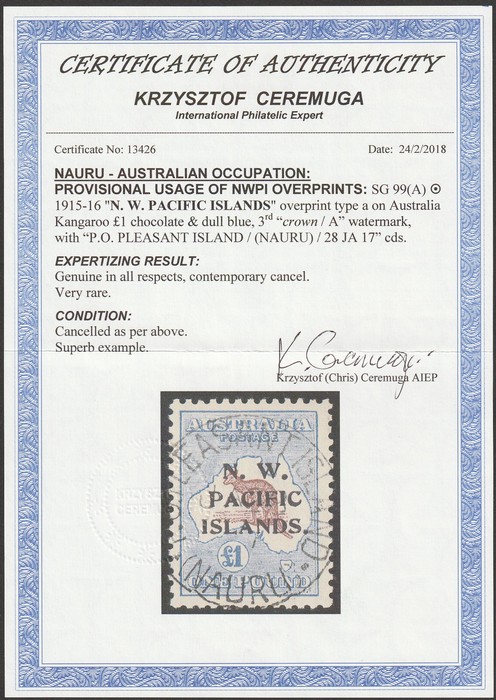 CERTIFICATE OF AUTHENTICITY
KRZYSZTOF CEREMUGA
International Philatelic Expert
Certificate No: 13426 Date: 24/2/2018
NAURU - AUSTRALIAN OCCUPATION:
PROVISIONAL USAGE OF NWPI OVERPRINTS: SG 99(A) ⊙
1915-16 "N. W. PACIFIC ISLANDS" overprint type a on Australia
Kangaroo £1 chocolate & dull blue, 3rd “crown / A” watermark,
with “P.O. PLEASANT ISLAND / (NAURU) / 28 JA 17” cds.
EXPERTIZING RESULT:
Genuine in all respects, contemporary cancel.
Very rare.
CONDITION:
Cancelled as per above.
Superb example.
K. Ceremuga
Krzysztof (Chris) Ceremuga AIEP
AUSTRALIA
POSTAGE
N. W.
PACIFIC
ISLANDS
£1
POUND
(NAURU)
KRZYSZTOF
CEREMUGA